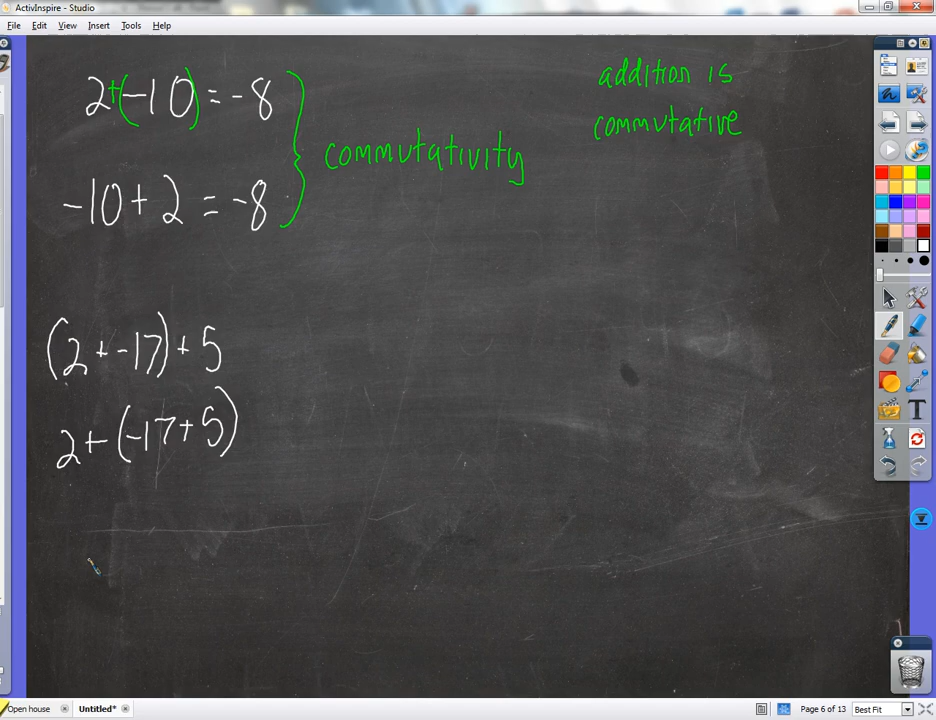 ActivInspire - Studio
File Edit View Insert Tools Help
2+(-10) = -8
-10 + 2 = -8
commutativity
addition is
commutative
(2 + -17) + 5
2 + (-17 + 5)
Open house
Untitled*
Page 6 of 13
Best Fit